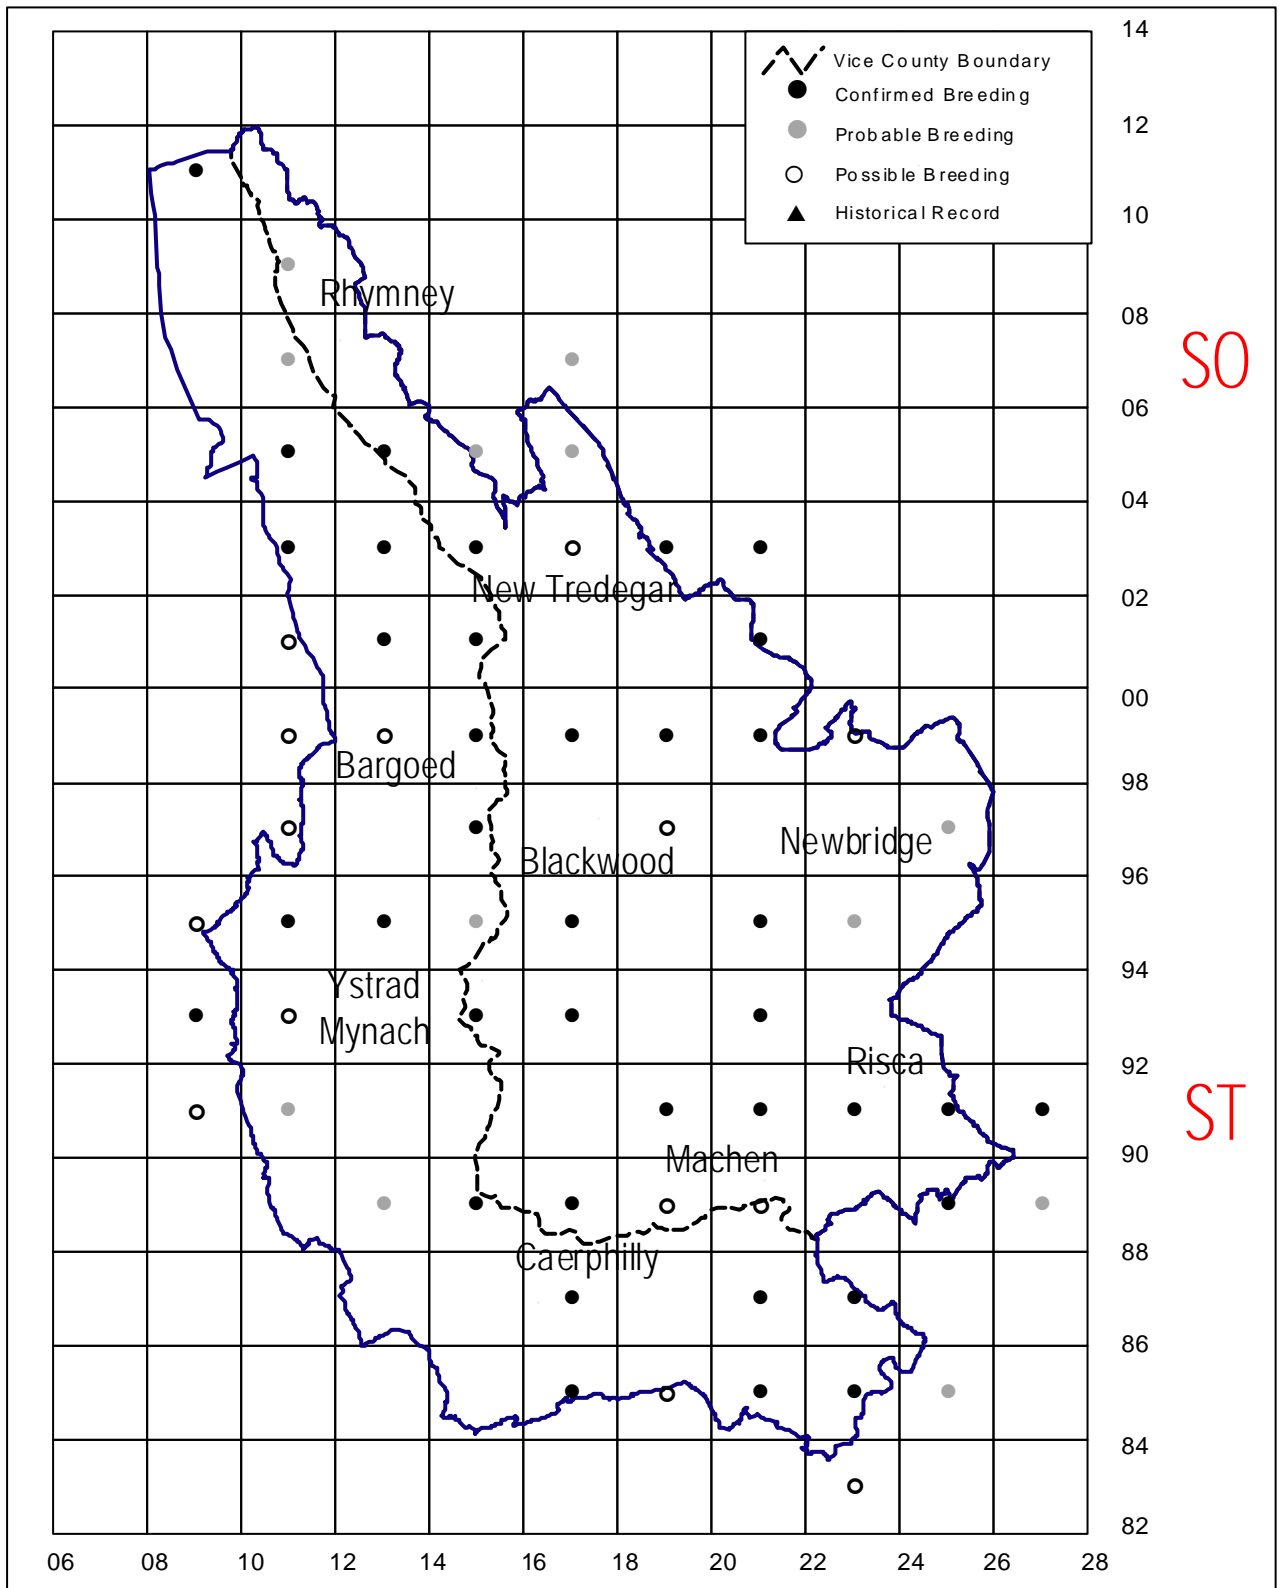 14
Vice County Boundary
Confirmed Breeding
12
Probable Breeding
Possible Breeding
10
Historical Record
Rhymney
08
SO
06
04
New Tredegar
02
00
Bargoed
98
Newbridge
Blackwood
96
94
Ystrad
Mynach
Risca
92
ST
90
Machen
Caerphilly
88
86
84
82
06 08 10 12 14 16 18 20 22 24 26 28